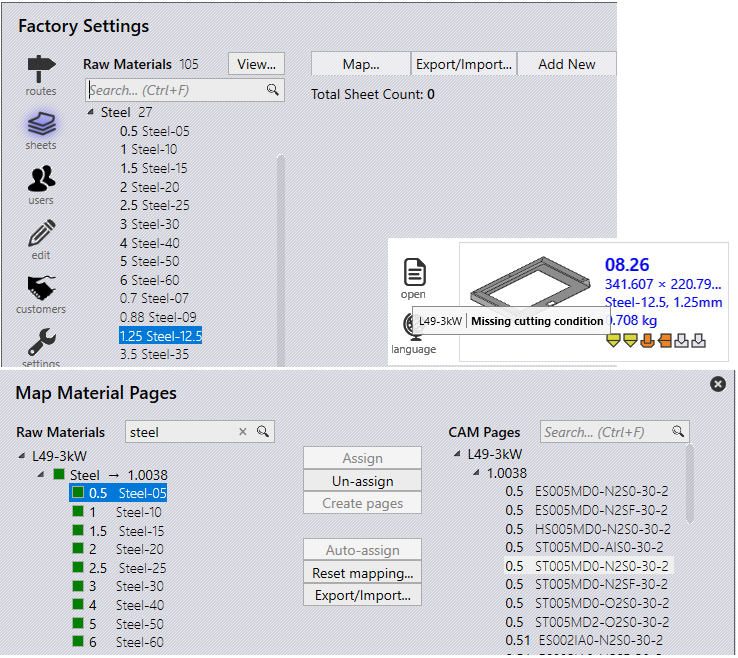 Factory Settings
routes
sheets
users
edit
customers
settings
Raw Materials 105
View...
Search... (Ctrl+F)
Steel 27
0.5 Steel-05
1 Steel-10
1.5 Steel-15
2 Steel-20
2.5 Steel-25
3 Steel-30
4 Steel-40
5 Steel-50
6 Steel-60
0.7 Steel-07
0.88 Steel-09
1.25 Steel-12.5
3.5 Steel-35
Map...
Export/Import...
Add New
Total Sheet Count: 0
open
language
08.26
341.607 × 220.79...
Steel-12.5, 1.25mm
0.708 kg
L49-3kW | Missing cutting condition
Map Material Pages
Raw Materials
steel
L49-3kW
Steel → 1.0038
0.5 Steel-05
1 Steel-10
1.5 Steel-15
2 Steel-20
2.5 Steel-25
3 Steel-30
4 Steel-40
5 Steel-50
6 Steel-60
Assign
Un-assign
Create pages
Auto-assign
Reset mapping...
Export/Import...
CAM Pages
Search... (Ctrl+F)
L49-3kW
1.0038
0.5 ES005MD0-N2S0-30-2
0.5 ES005MD0-N2SF-30-2
0.5 HS005MD0-N2S0-30-2
0.5 ST005MD0-AIS0-30-2
0.5 ST005MD0-N2S0-30-2
0.5 ST005MD0-N2SF-30-2
0.5 ST005MD0-O2S0-30-2
0.5 ST005MD2-O2S0-30-2
0.51 ES002IA0-N2S0-30-2